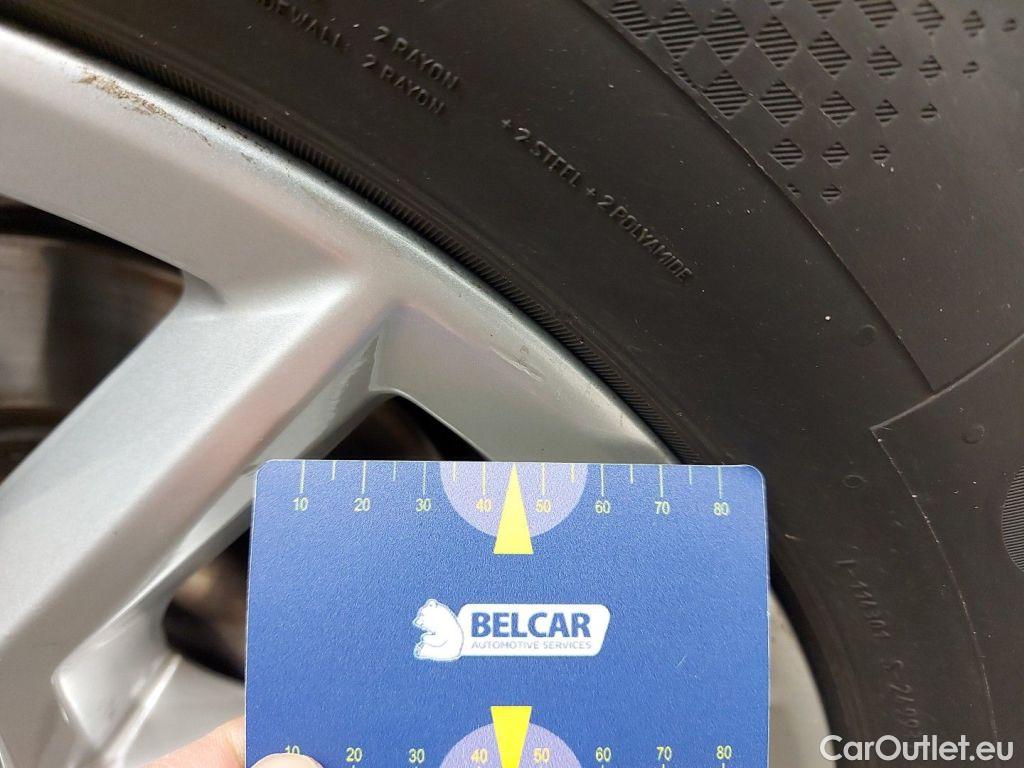 2 RAYON
SIDEWALL: 2 RAYON
+ 2 STEEL + 2 POLYAMIDE
10 20 30 40 50 60 70 80
BELCAR
AUTOMOTIVE SERVICES
10 20 30 40 50 60 70 80
CarOutlet.eu